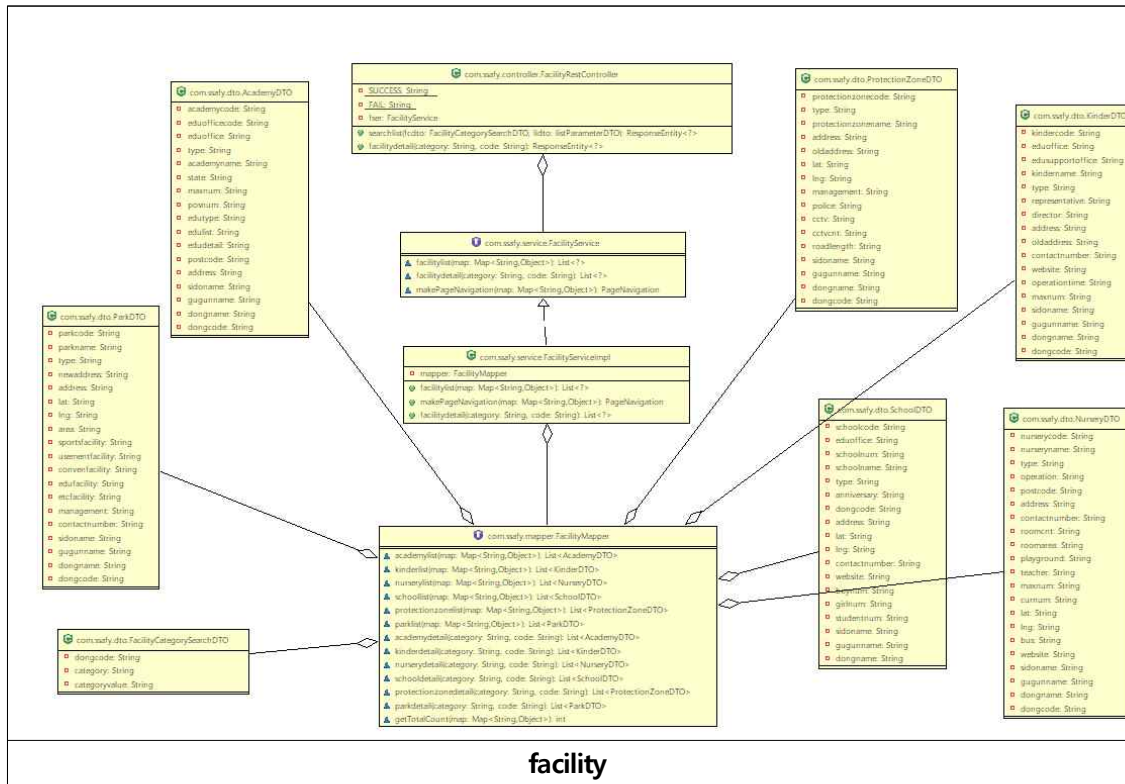 com.ssafy.controller.FacilityRestController
SUCCESS: String
FAIL: String
fser: FacilityService
searchlist(fcdto: FacilityCategorySearchDTO, lidto: listParameterDTO): ResponseEntity<?>
facilitydetail(category: String, code: String): ResponseEntity<?>
com.ssafy.dto.AcademyDTO
academycode: String
eduofficecode: String
eduoffice: String
type: String
academyname: String
state: String
maxnum: String
posnum: String
edutype: String
edulist: String
edudetail: String
postcode: String
address: String
sidoname: String
gugunname: String
dongname: String
dongcode: String
com.ssafy.dto.ProtectionZoneDTO
protectionzonecode: String
type: String
protectionzonename: String
address: String
oldaddress: String
lat: String
lng: String
management: String
police: String
cctv: String
cctvcnt: String
roadlength: String
sidoname: String
gugunname: String
dongname: String
dongcode: String
com.ssafy.dto.KinderDTO
kindercode: String
eduoffice: String
edusupportoffice: String
kindername: String
type: String
representative: String
director: String
address: String
oldaddress: String
contactnumber: String
website: String
operationtime: String
maxnum: String
sidoname: String
gugunname: String
dongname: String
dongcode: String
com.ssafy.service.FacilityService
facilitylist(map: Map<String,Object>): List<?>
facilitydetail(category: String, code: String): List<?>
makePageNavigation(map: Map<String,Object>): PageNavigation
com.ssafy.dto.ParkDTO
parkcode: String
parkname: String
type: String
newaddress: String
address: String
lat: String
lng: String
area: String
sportsfacility: String
usementfacility: String
convenfacility: String
edufacility: String
etcfacility: String
management: String
contactnumber: String
sidoname: String
gugunname: String
dongname: String
dongcode: String
com.ssafy.service.FacilityServiceImpl
mapper: FacilityMapper
facilitylist(map: Map<String,Object>): List<?>
makePageNavigation(map: Map<String,Object>): PageNavigation
facilitydetail(category: String, code: String): List<?>
com.ssafy.dto.SchoolDTO
schoolcode: String
eduoffice: String
schoolnum: String
schoolname: String
type: String
anniversary: String
dongcode: String
address: String
lat: String
lng: String
contactnumber: String
website: String
boynum: String
girlnum: String
studentnum: String
sidoname: String
gugunname: String
dongname: String
com.ssafy.dto.NurseryDTO
nurserycode: String
nurseryname: String
type: String
operation: String
postcode: String
address: String
contactnumber: String
roomcnt: String
roomarea: String
playground: String
teacher: String
maxnum: String
curnum: String
lat: String
lng: String
bus: String
website: String
sidoname: String
gugunname: String
dongname: String
dongcode: String
com.ssafy.mapper.FacilityMapper
academylist(map: Map<String,Object>): List<AcademyDTO>
kinderlist(map: Map<String,Object>): List<KinderDTO>
nurserylist(map: Map<String,Object>): List<NurseryDTO>
schoollist(map: Map<String,Object>): List<SchoolDTO>
protectionzonelist(map: Map<String,Object>): List<ProtectionZoneDTO>
parklist(map: Map<String,Object>): List<ParkDTO>
academydetail(category: String, code: String): List<AcademyDTO>
kinderdetail(category: String, code: String): List<KinderDTO>
nurserydetail(category: String, code: String): List<NurseryDTO>
schooldetail(category: String, code: String): List<SchoolDTO>
protectionzonedetail(category: String, code: String): List<ProtectionZoneDTO>
parkdetail(category: String, code: String): List<ParkDTO>
getTotalCount(map: Map<String,Object>): int
com.ssafy.dto.FacilityCategorySearchDTO
dongcode: String
category: String
categoryvalue: String
facility